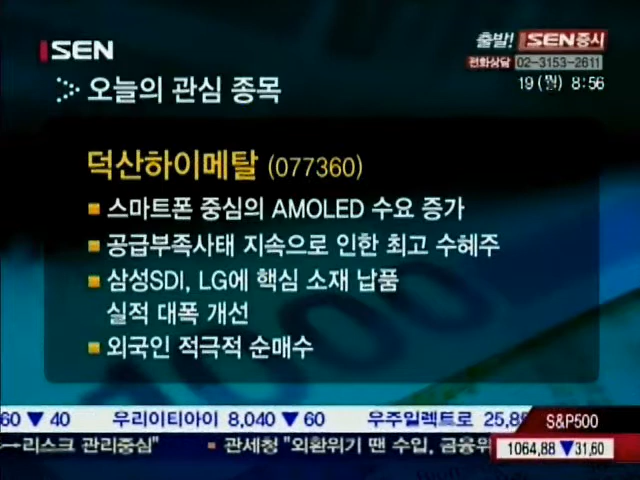 SEN
출발! SEN증시
전화상담 02-3153-2611
19 (월) 8:56
오늘의 관심 종목
덕산하이메탈 (077360)
스마트폰 중심의 AMOLED 수요 증가
공급부족사태 지속으로 인한 최고 수혜주
삼성SDI, LG에 핵심 소재 납품
실적 대폭 개선
외국인 적극적 순매수
60 ▼ 40 우리이티아이 8,040 ▼ 60 우주일렉트로 25,8
S&P500
→리스크 관리중심" 관세청 "외환위기 땐 수입, 금융위
1064,88 ▼31,60